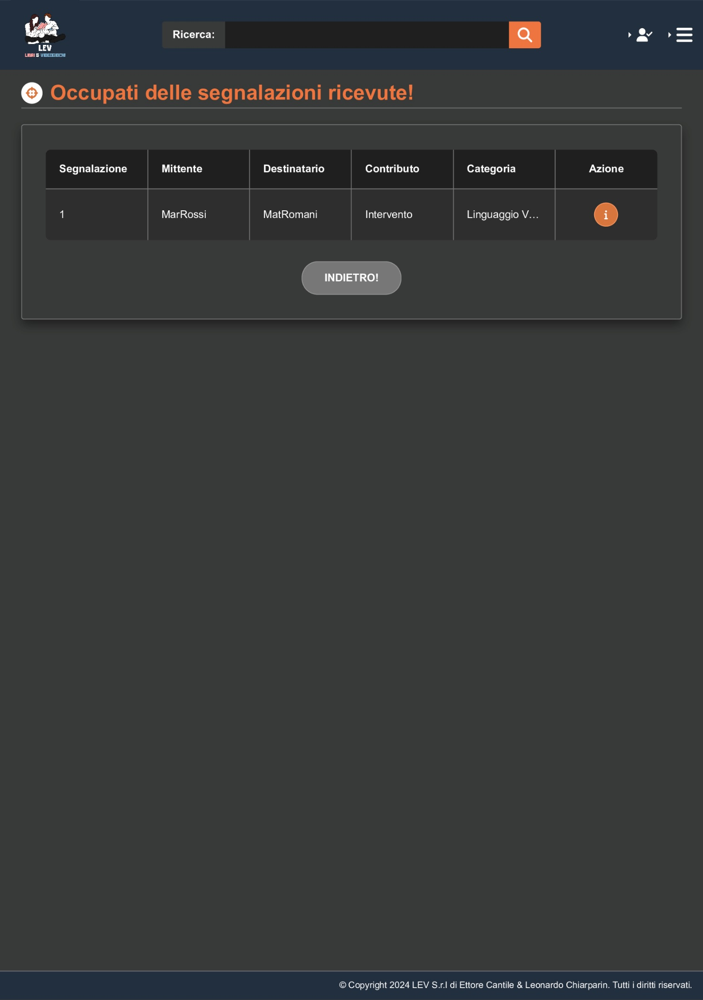 LEV
LIBRI & VIDEOGIOCHI
Ricerca:
Occupati delle segnalazioni ricevute!
Segnalazione Mittente Destinatario Contributo Categoria Azione
1 MarRossi MatRomani Intervento Linguaggio V...
INDIETRO!
© Copyright 2024 LEV S.r.l di Ettore Cantile & Leonardo Chiarparin. Tutti i diritti riservati.